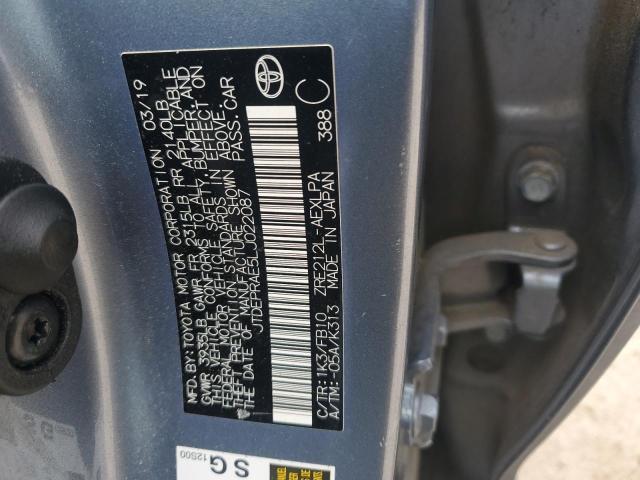 MFD. BY: TOYOTA MOTOR CORPORATION 03/19
GVWR 3935LB GAWR FR 2315LB RR 2140LB
THIS VEHICLE CONFORMS TO ALL APPLICABLE
FEDERAL MOTOR VEHICLE SAFETY, BUMPER, AND
THEFT PREVENTION STANDARDS IN EFFECT ON
THE DATE OF MANUFACTURE SHOWN ABOVE.
JTDEPRAE5LJ022087 PASS.CAR
C/TR:1K3/FB10 ZRE212L-AEXLPA 388 C
A/TM:-05A/K313 MADE IN JAPAN
12S00
SG